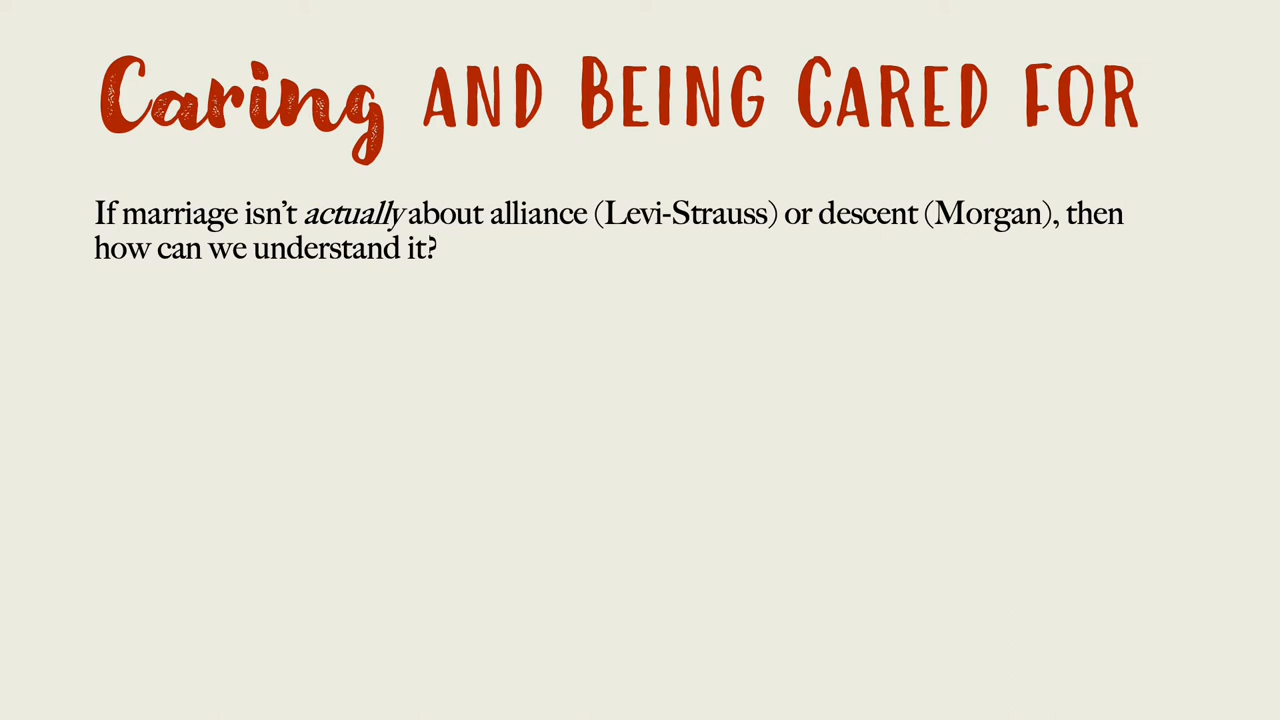 Caring AND BEING CARED FOR
If marriage isn’t actually about alliance (Levi-Strauss) or descent (Morgan), then
how can we understand it?